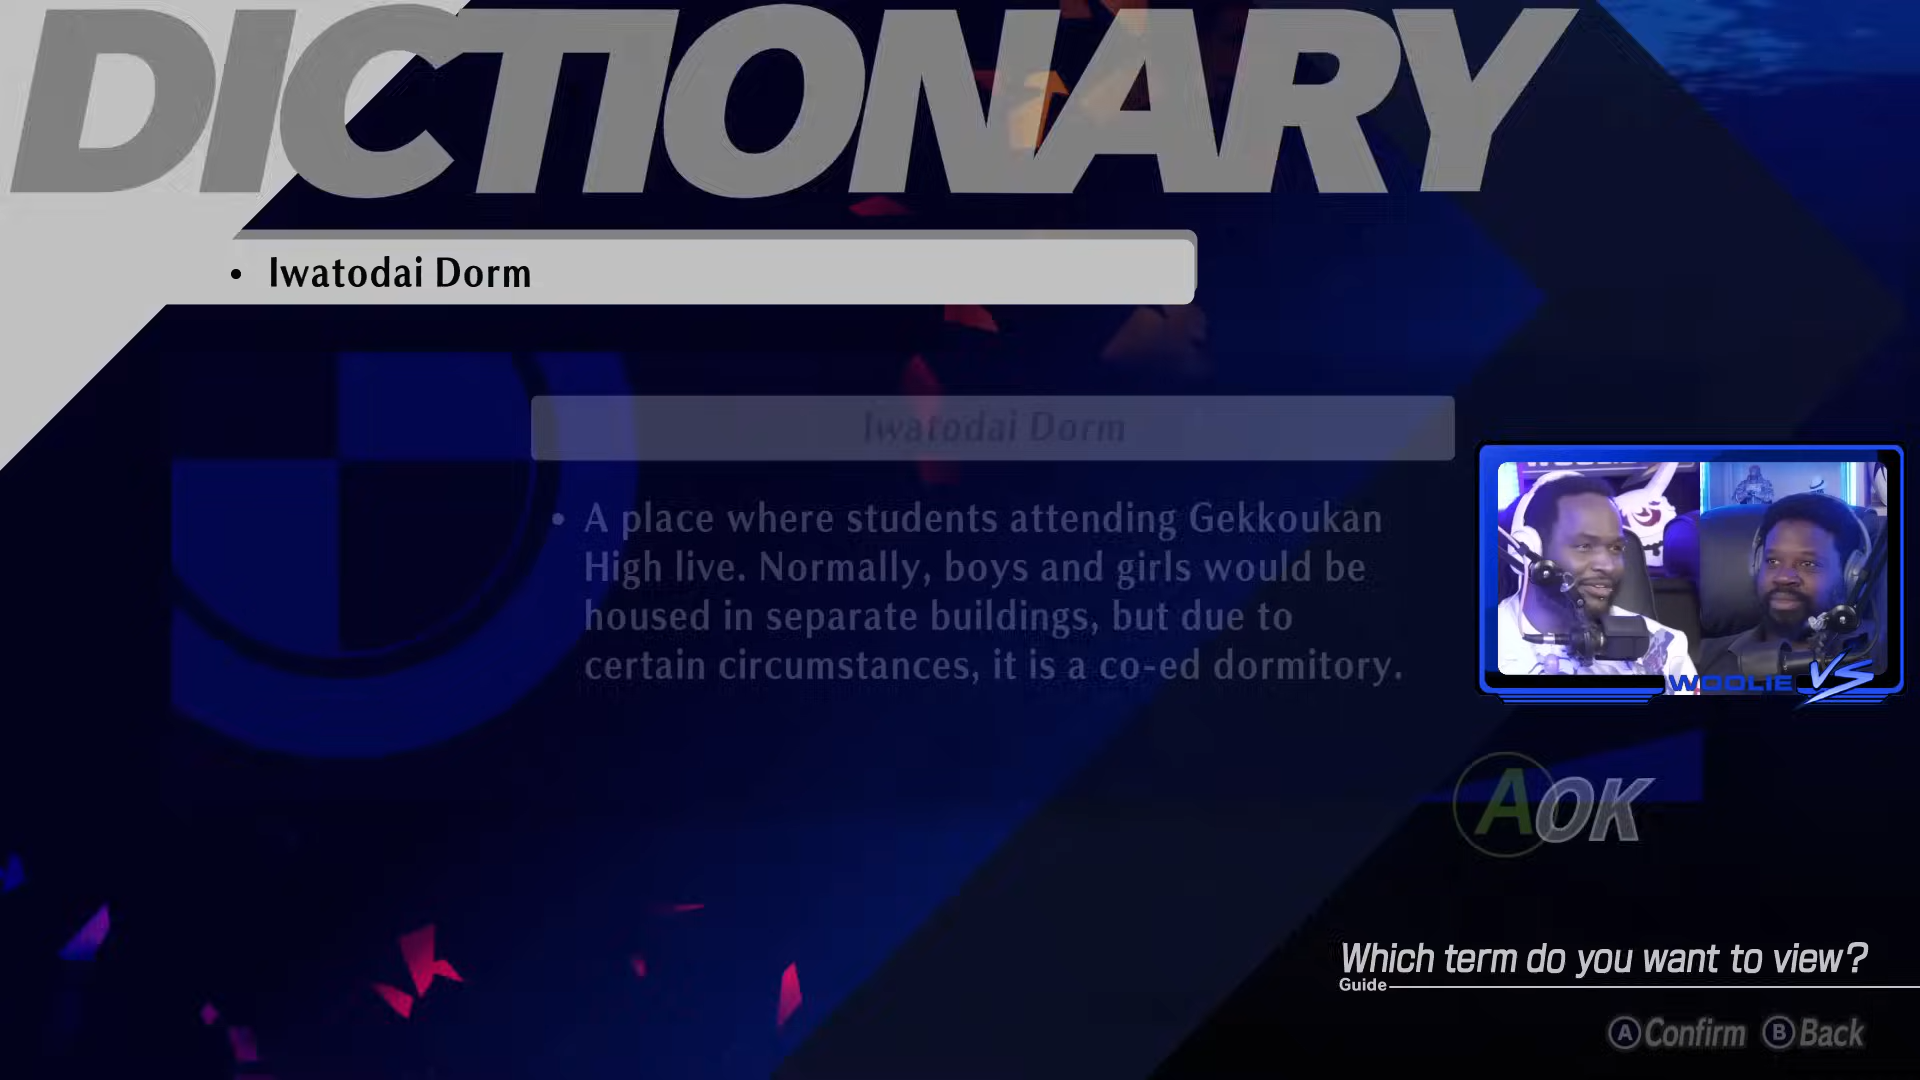 DICTIONARY
• Iwatodai Dorm
Iwatodai Dorm
• A place where students attending Gekkoukan
High live. Normally, boys and girls would be
housed in separate buildings, but due to
certain circumstances, it is a co-ed dormitory.
WOOLIE VS
A OK
Which term do you want to view?
Guide
A Confirm B Back